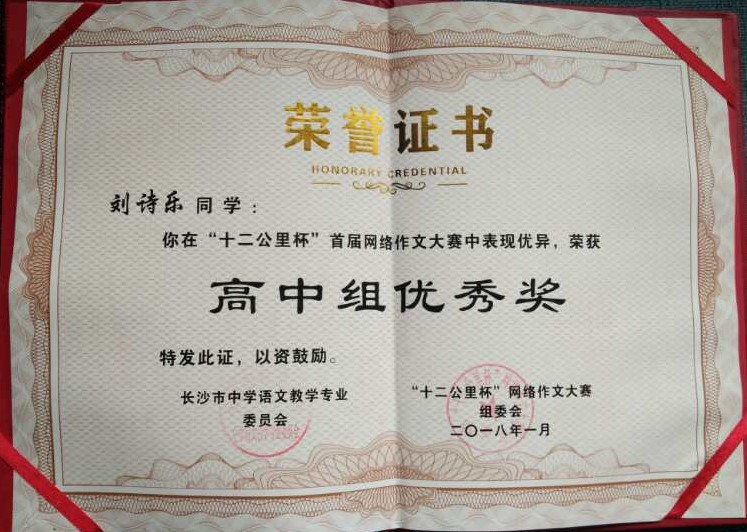 荣誉证书
HONORARY CREDENTIAL
刘诗乐同学：
你在“十二公里杯”首届网络作文大赛中表现优异，荣获
高中组优秀奖
特发此证，以资鼓励。
长沙市中学语文教学专业
委员会
“十二公里杯”网络作文大赛
组委会
二〇一八年一月